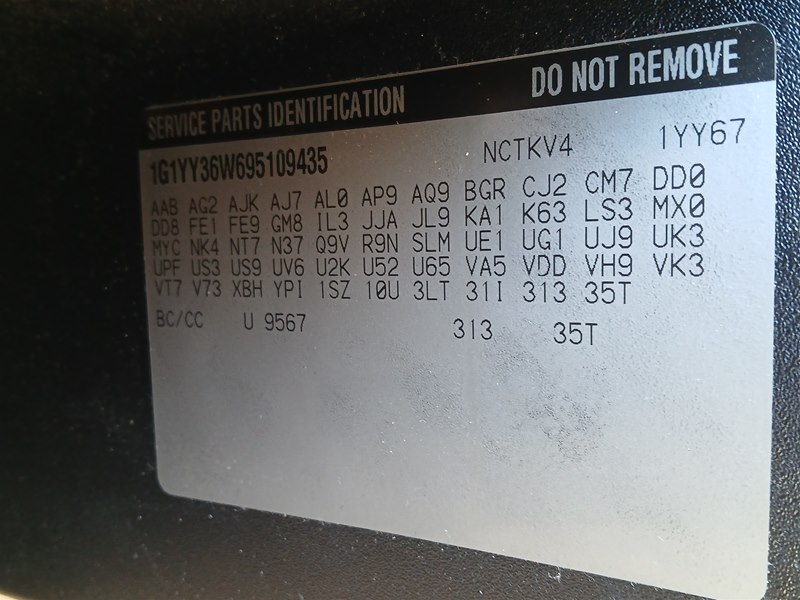 SERVICE PARTS IDENTIFICATION DO NOT REMOVE
1G1YY36W695109435 NCTKV4 1YY67
AAB AG2 AJK AJ7 AL0 AP9 AQ9 BGR CJ2 CM7 DD0
DD8 FE1 FE9 GM8 IL3 JJA JL9 KA1 K63 LS3 MX0
MYC NK4 NT7 N37 Q9V R9N SLM UE1 UG1 UJ9 UK3
UPF US3 US9 UV6 U2K U52 U65 VA5 VDD VH9 VK3
VT7 V73 XBH YPI 1SZ 10U 3LT 31I 313 35T
BC/CC U 9567 313 35T